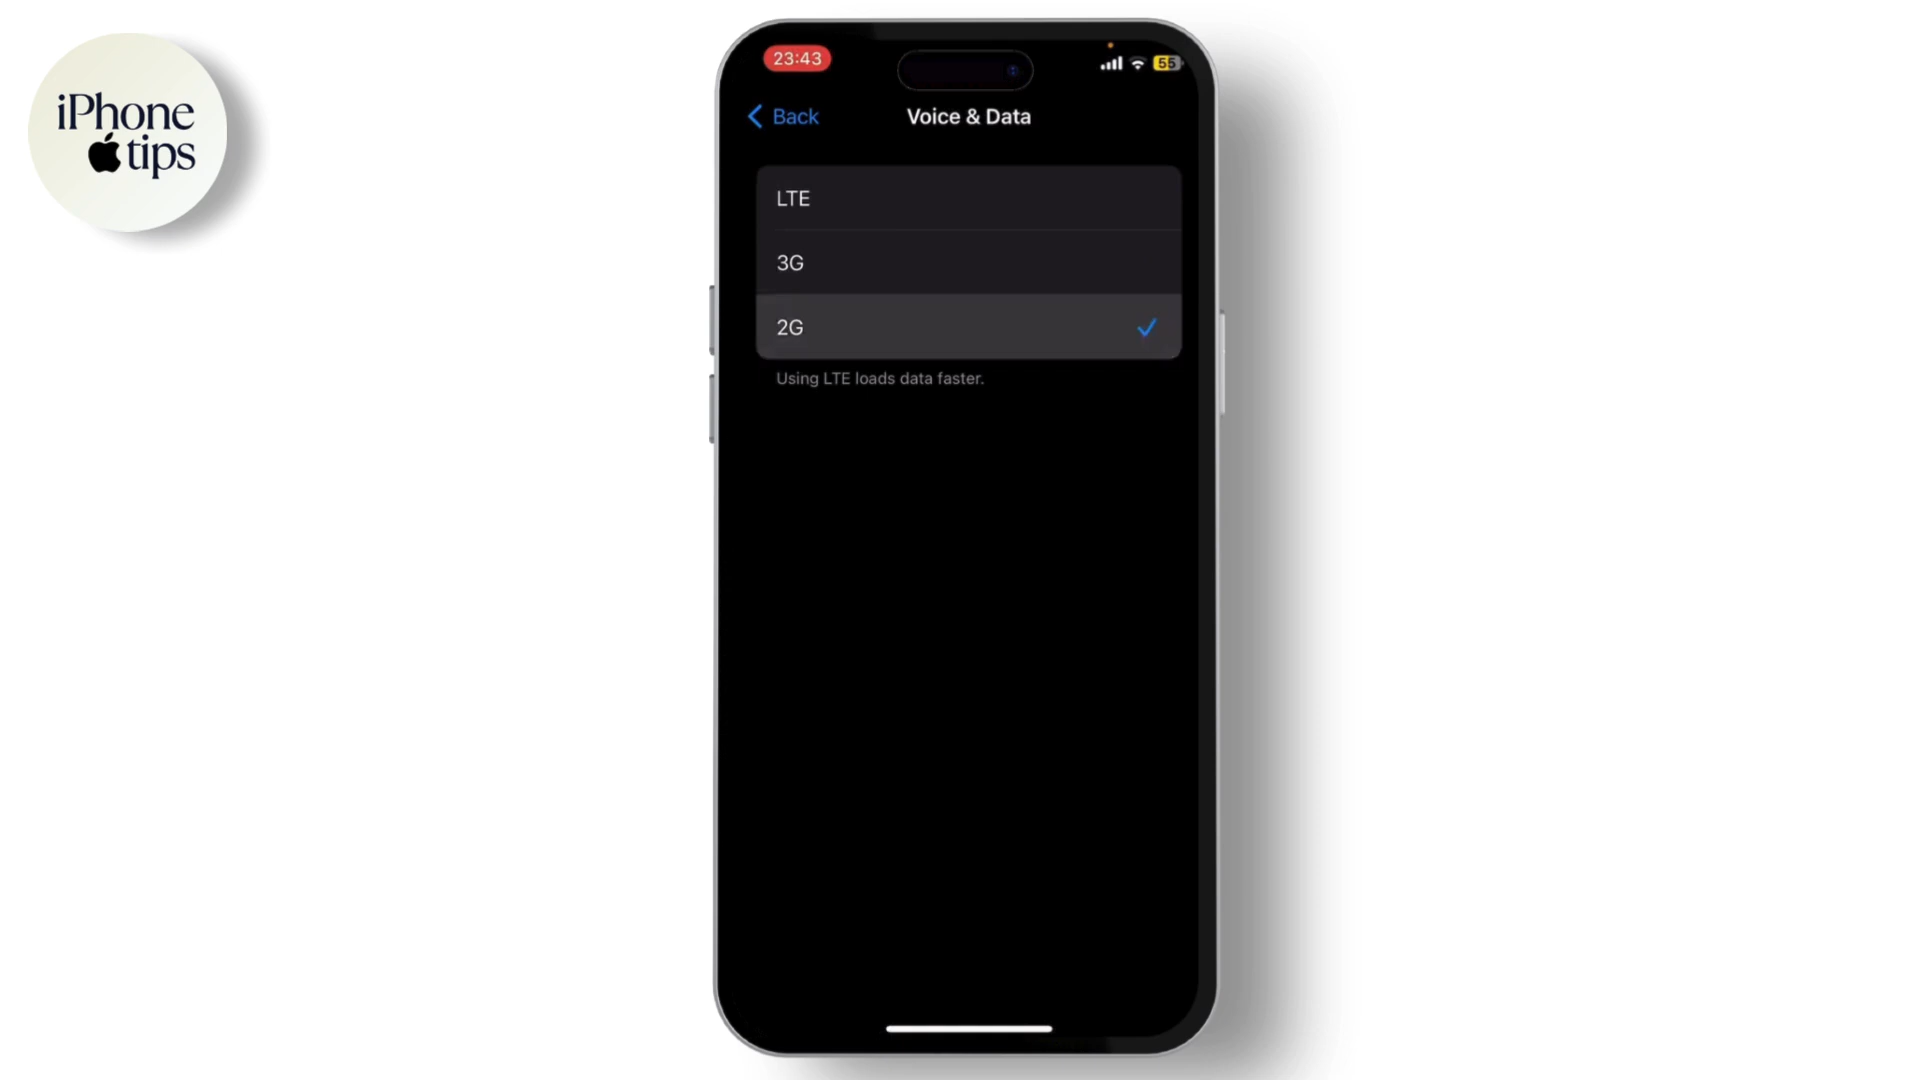 iPhone
tips
23:43
55
Back
Voice & Data
LTE
3G
2G
Using LTE loads data faster.